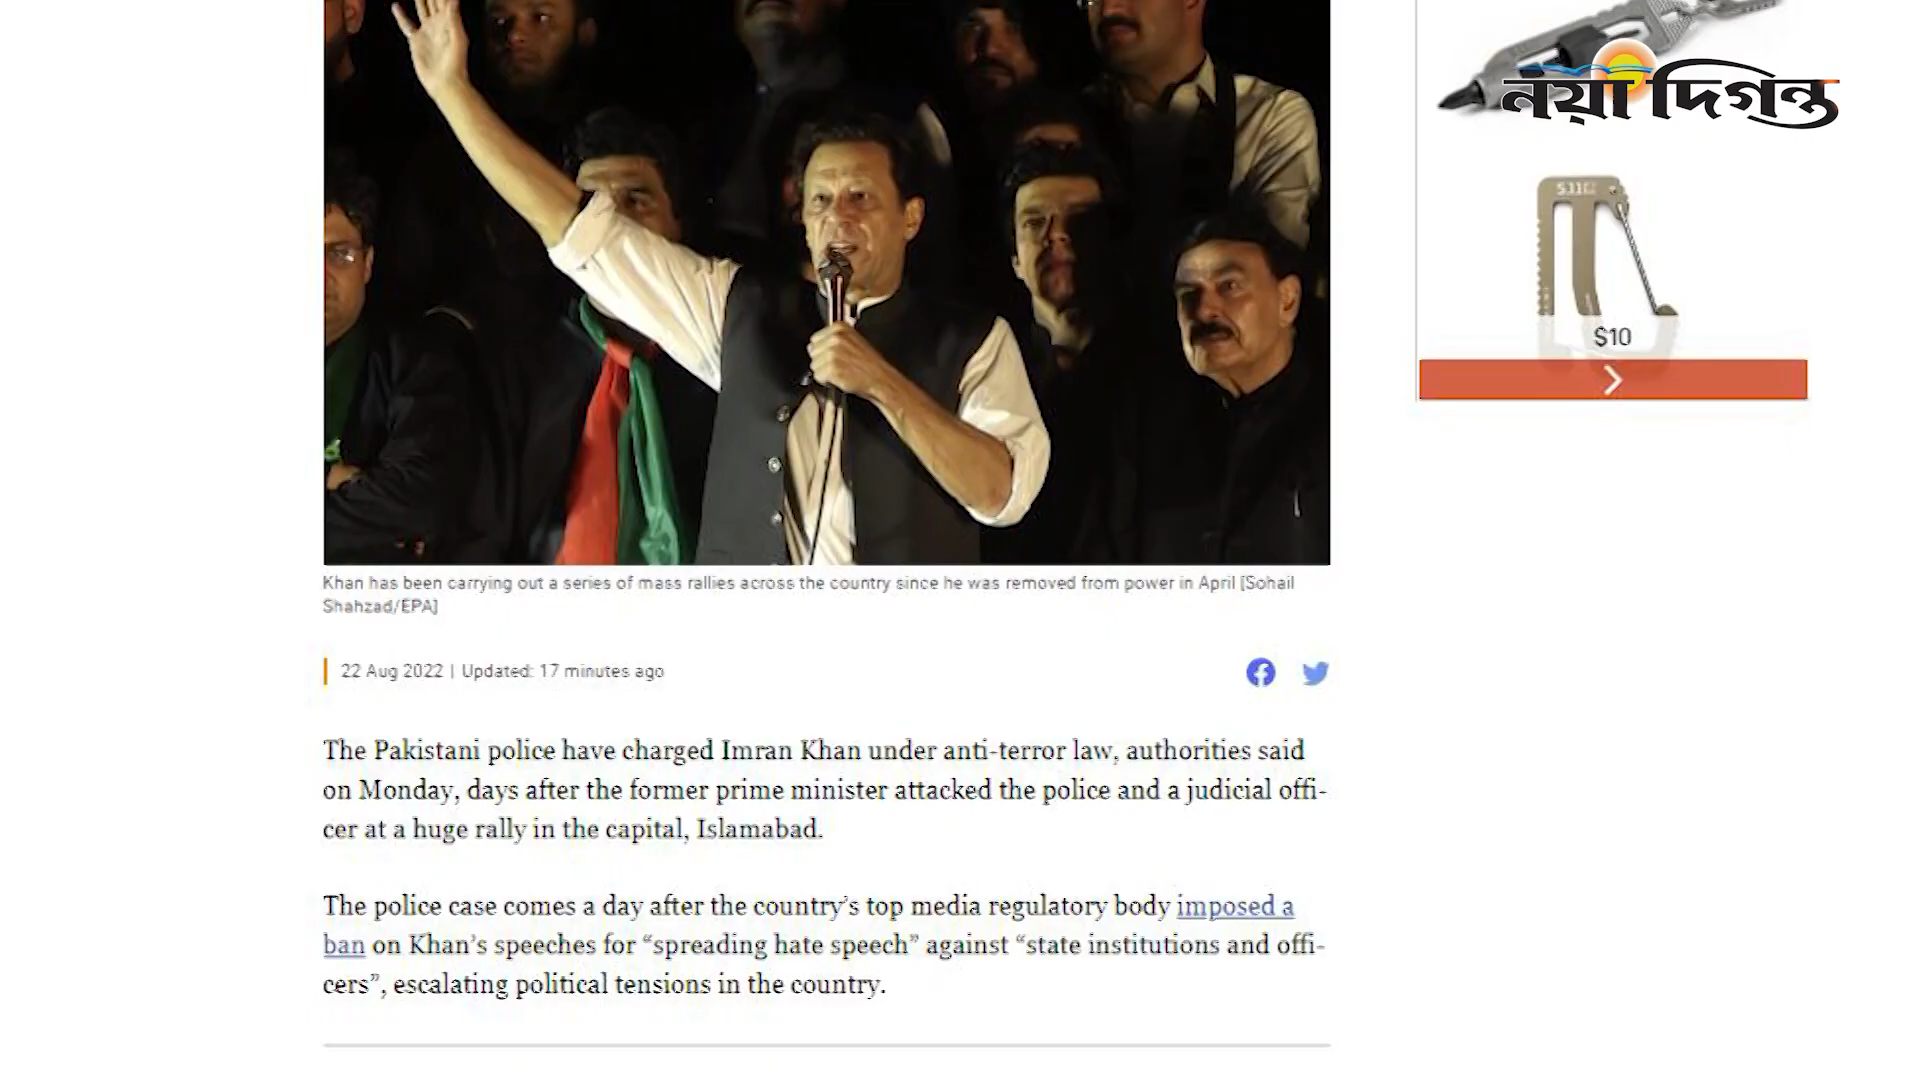 নয়া দিগন্ত
$10
Khan has been carrying out a series of mass rallies across the country since he was removed from power in April [Sohail
Shahzad/EPA]
22 Aug 2022 | Updated: 17 minutes ago
The Pakistani police have charged Imran Khan under anti-terror law, authorities said
on Monday, days after the former prime minister attacked the police and a judicial offi-
cer at a huge rally in the capital, Islamabad.
The police case comes a day after the country’s top media regulatory body imposed a
ban on Khan’s speeches for “spreading hate speech” against “state institutions and offi-
cers”, escalating political tensions in the country.